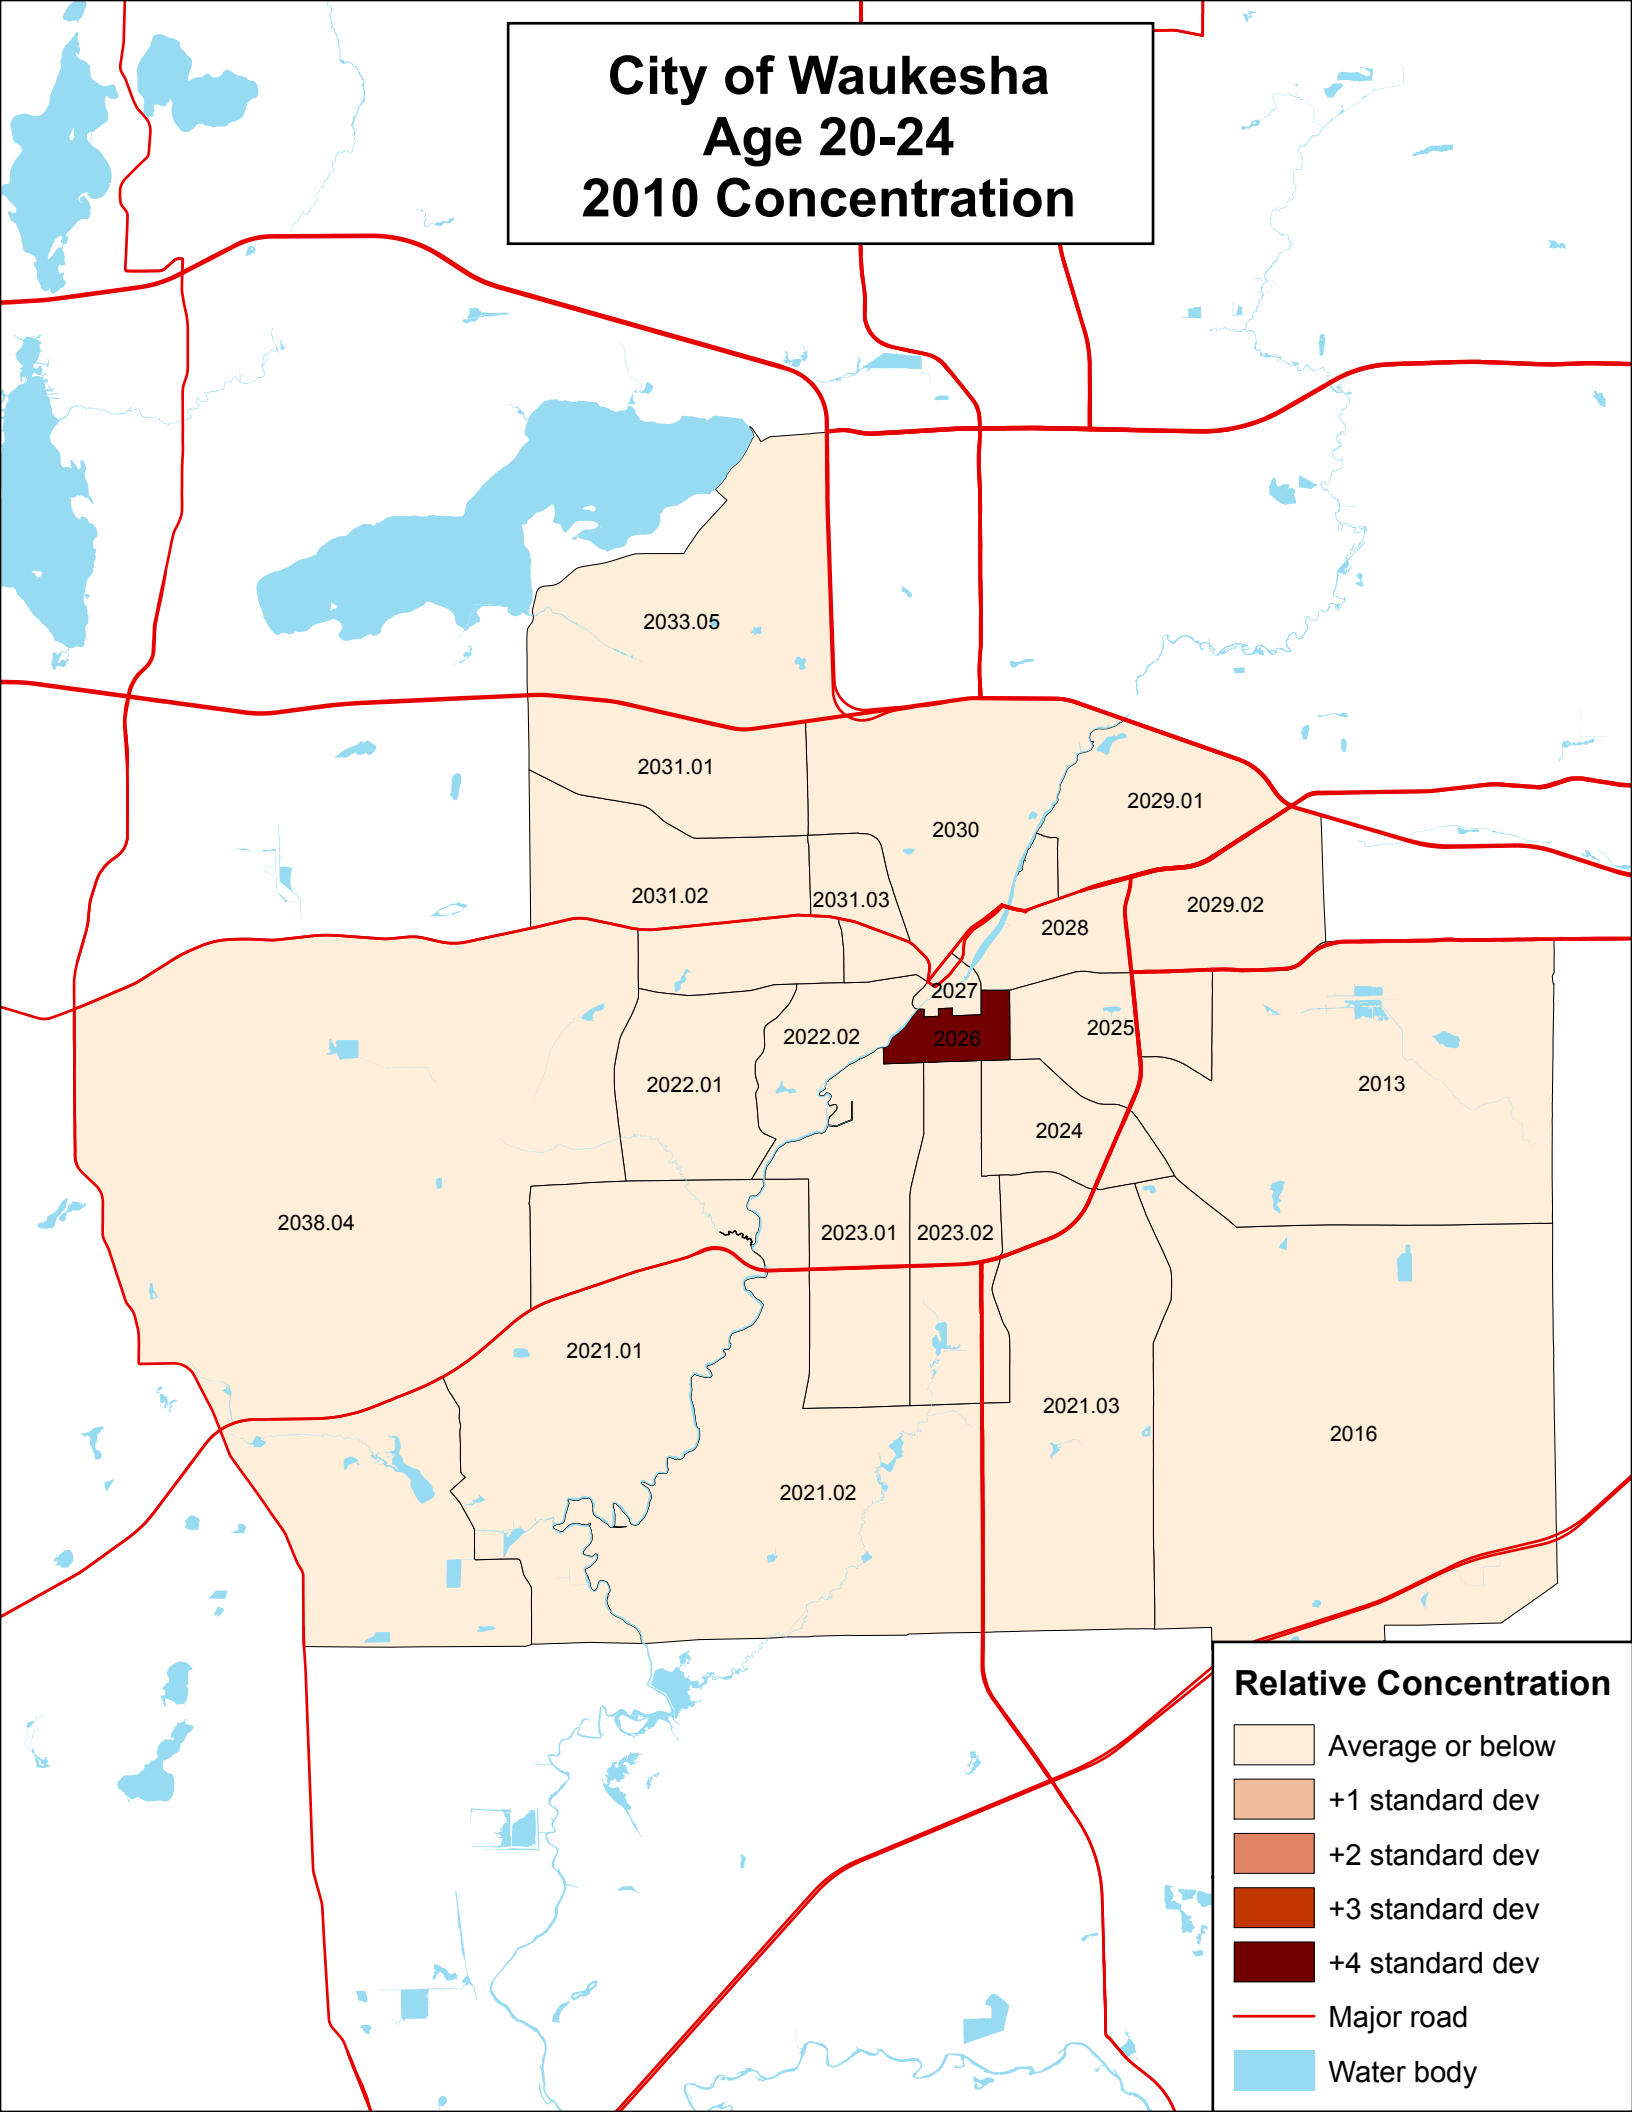 City of Waukesha
Age 20-24
2010 Concentration
2033.05
2031.01
2029.01
2030
2031.02
2031.03
2029.02
2028
2027
2025
2022.02
2026
2022.01
2013
2024
2038.04
2023.01
2023.02
2021.01
2021.03
2016
2021.02
Relative Concentration
Average or below
+1 standard dev
+2 standard dev
+3 standard dev
+4 standard dev
Major road
Water body